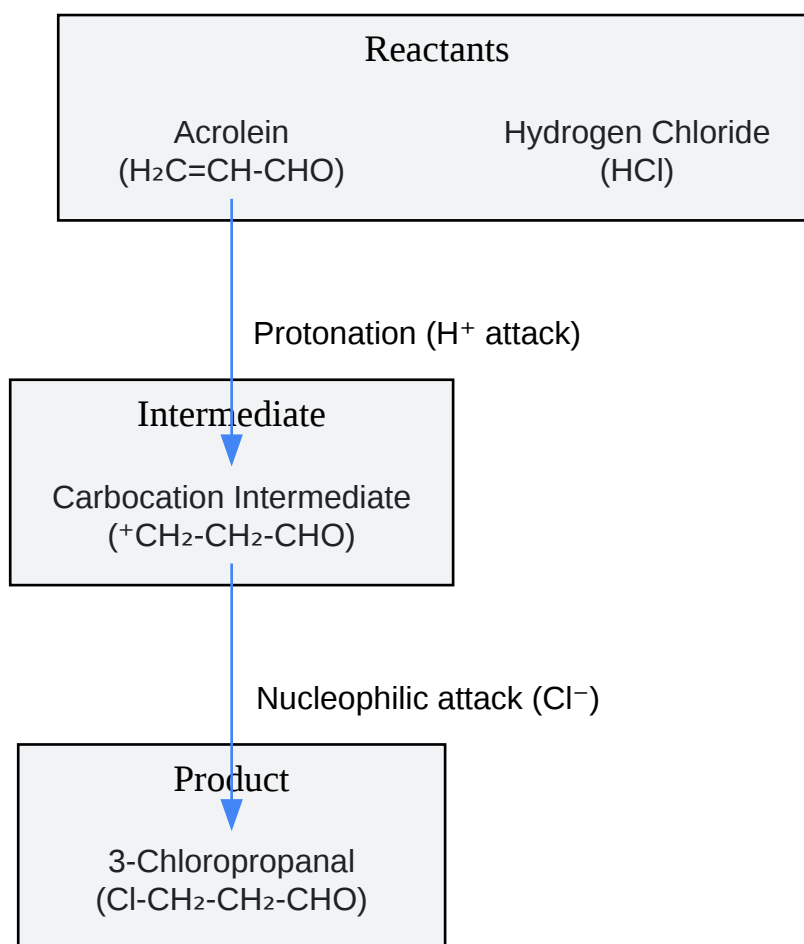 Reactants
Acrolein
(H₂C=CH-CHO)
Hydrogen Chloride
(HCl)
Protonation (H⁺ attack)
Intermediate
Carbocation Intermediate
(⁺CH₂-CH₂-CHO)
Nucleophilic attack (Cl⁻)
Product
3-Chloropropanal
(Cl-CH₂-CH₂-CHO)